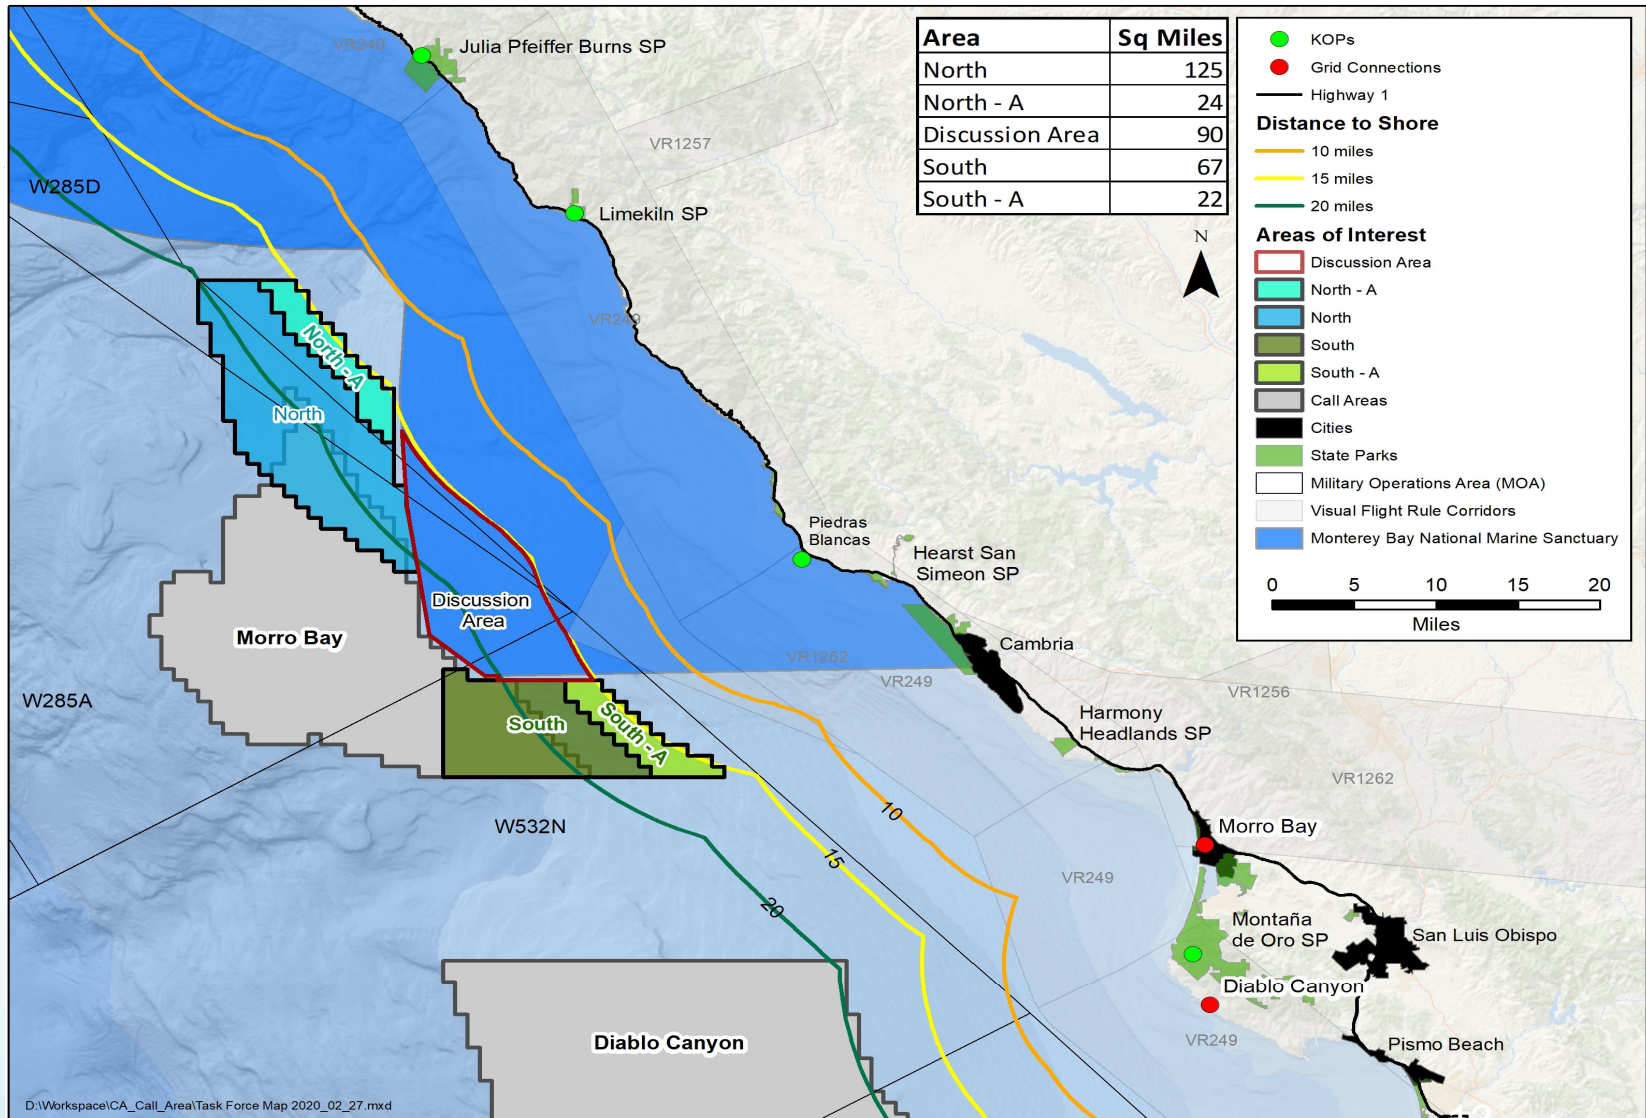 Area Sq Miles
North 125
North - A 24
Discussion Area 90
South 67
South - A 22
KOPs
Grid Connections
Highway 1
Distance to Shore
10 miles
15 miles
20 miles
Areas of Interest
Discussion Area
North - A
North
South
South - A
Call Areas
Cities
State Parks
Military Operations Area (MOA)
Visual Flight Rule Corridors
Monterey Bay National Marine Sanctuary
0 5 10 15 20
Miles
N
VR249
Julia Pfeiffer Burns SP
VR1257
W285D
Limekiln SP
VR249
North - A
North
Piedras
Blancas
Hearst San
Simeon SP
Discussion
Area
Morro Bay
Cambria
VR1262
VR249
W285A
VR1256
South
South - A
Harmony
Headlands SP
VR1262
10
W532N
Morro Bay
15
VR249
20
Montaña
de Oro SP
San Luis Obispo
Diablo Canyon
Diablo Canyon
VR249
Pismo Beach
D:\Workspace\CA_Call_Area\Task Force Map 2020_02_27.mxd